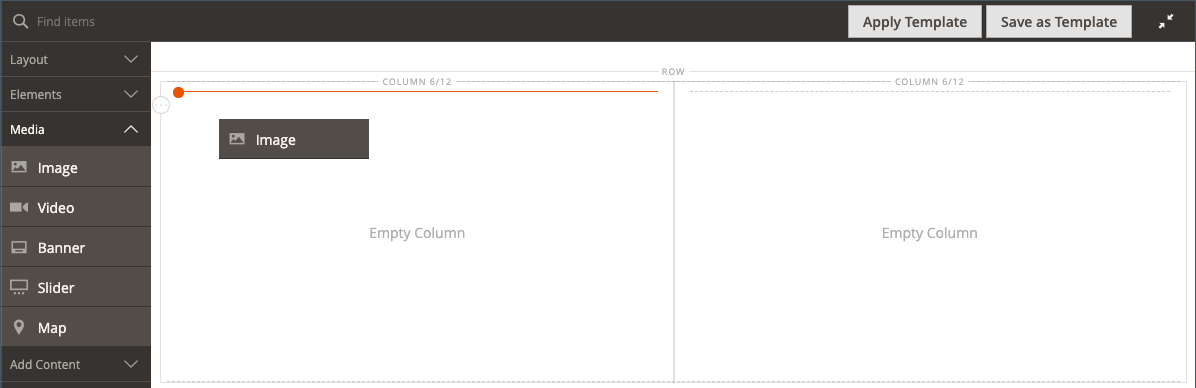 Find items
Apply Template
Save as Template
Layout
Elements
Media
Image
Video
Banner
Slider
Map
Add Content
ROW
COLUMN 6/12
COLUMN 6/12
Image
Empty Column
Empty Column